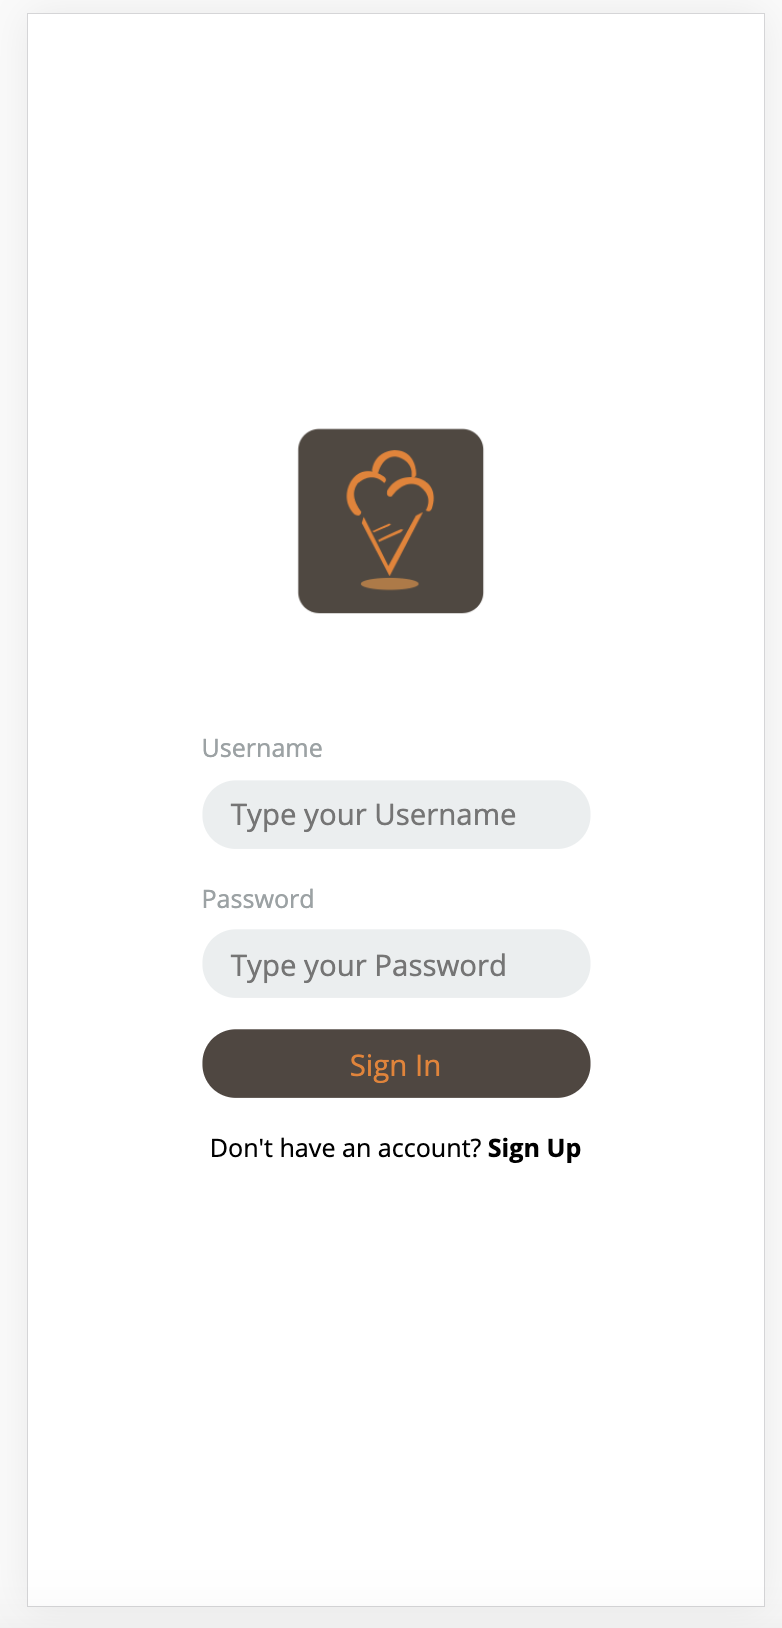 Username
Type your Username
Password
Type your Password
Sign In
Don't have an account? Sign Up